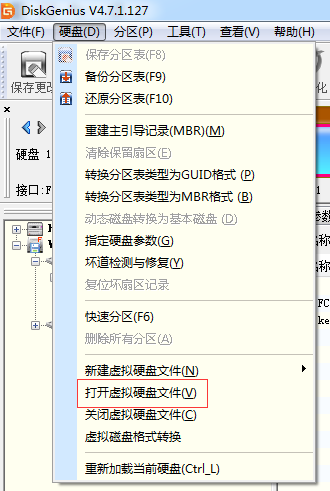 DiskGenius V4.7.1.127
文件(F) 硬盘(D) 分区(P) 工具(T) 查看(V) 帮助(H)
保存更改
保存分区表(F8)
备份分区表(F9)
还原分区表(F10)
重建主引导记录(MBR)(M)
清除保留扇区(E)
转换分区表类型为GUID格式 (P)
转换分区表类型为MBR格式 (B)
动态磁盘转换为基本磁盘 (D)
指定硬盘参数(G)
坏道检测与修复(Y)
复位坏扇区记录
快速分区(F6)
删除所有分区(A)
新建虚拟硬盘文件(N)
打开虚拟硬盘文件(V)
关闭虚拟硬盘文件(C)
虚拟磁盘格式转换
重新加载当前硬盘(Ctrl_L)
硬盘 1
接口:F